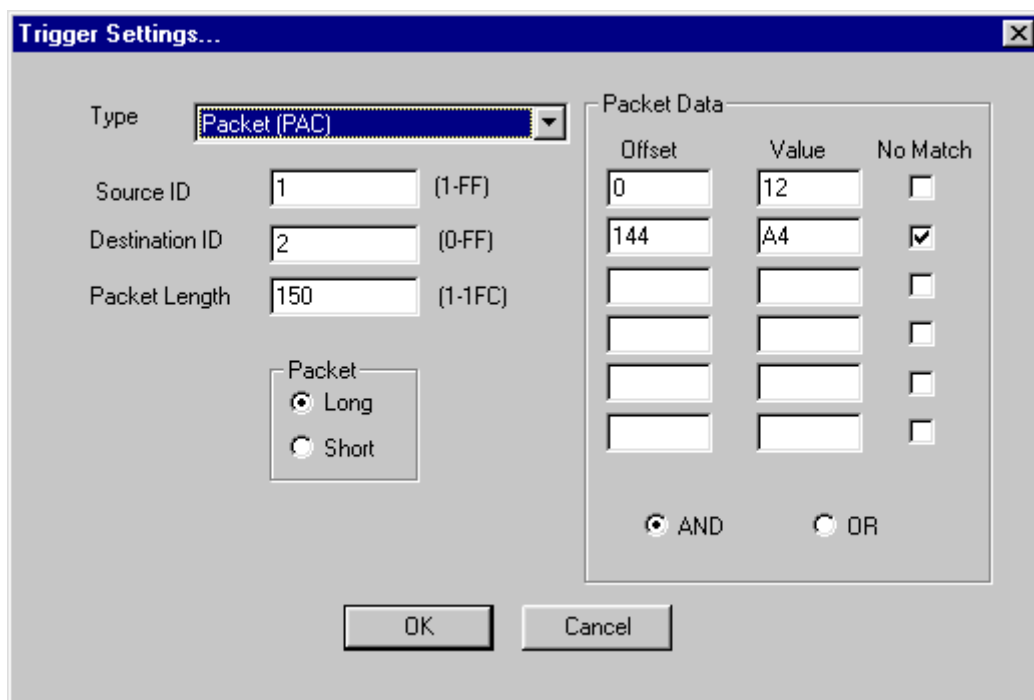 Trigger Settings...
Type Packet (PAC)
Source ID 1 (1-FF)
Destination ID 2 (0-FF)
Packet Length 150 (1-1FC)
Packet
Long
Short
Packet Data
Offset Value No Match
0 12
144 A4
AND OR
OK Cancel